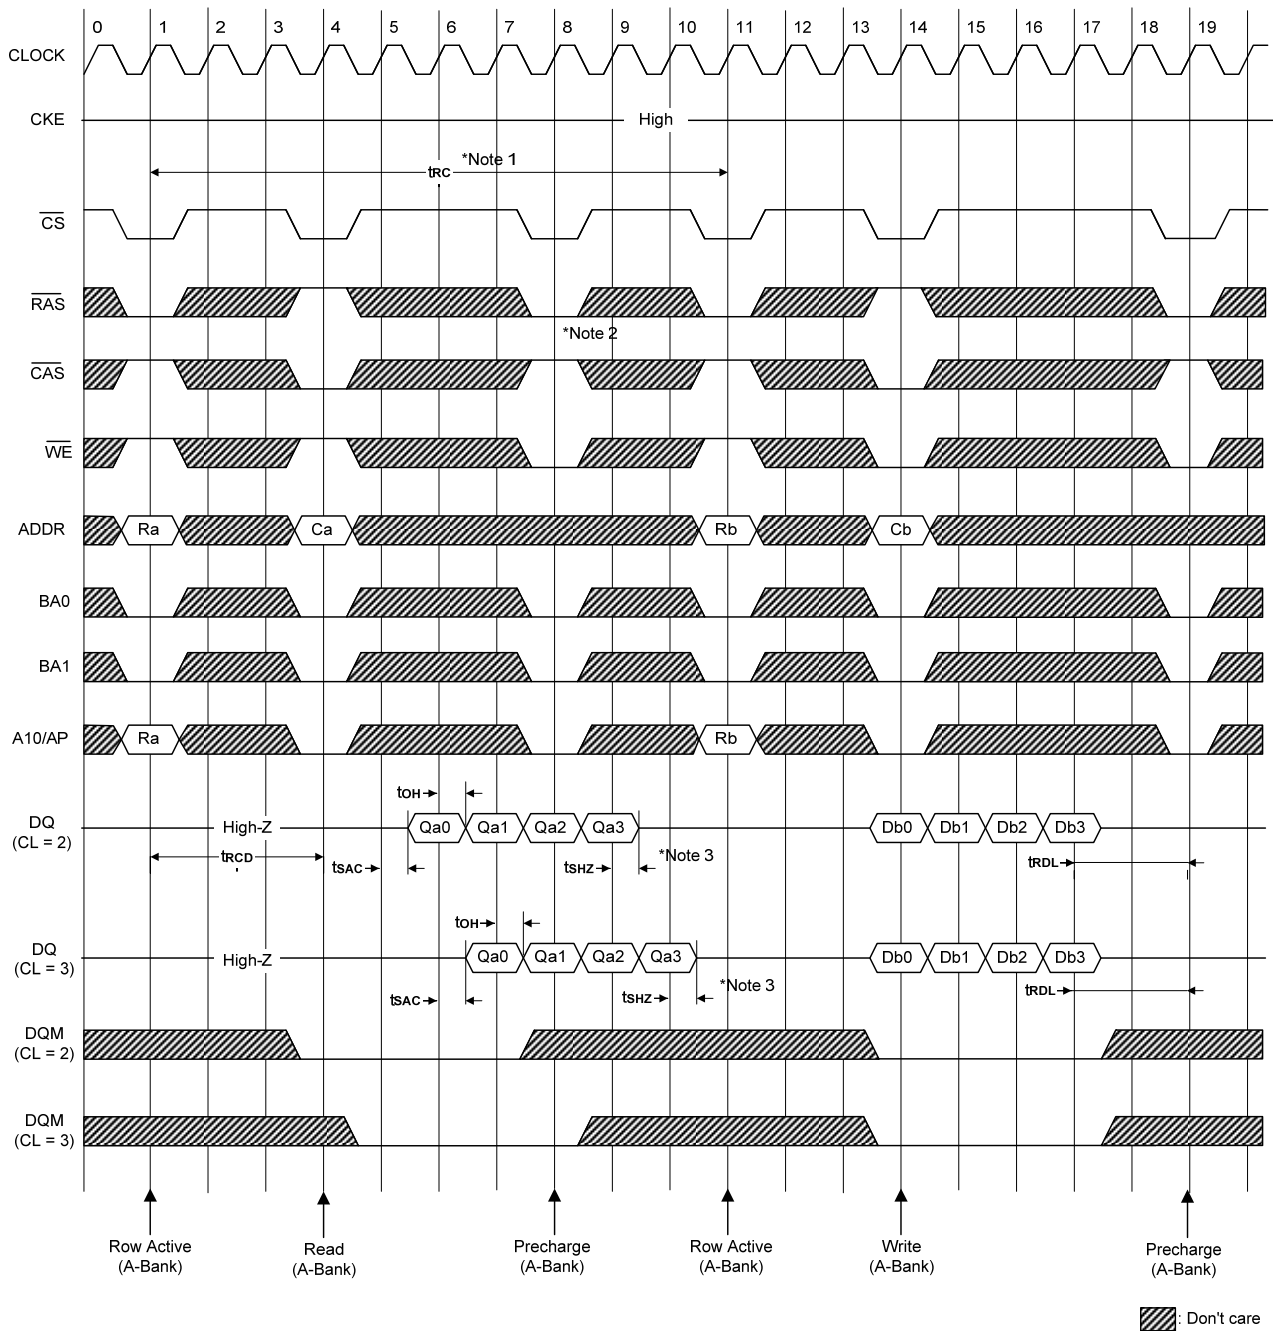 0 1 2 3 4 5 6 7 8 9 10 11 12 13 14 15 16 17 18 19
CLOCK
CKE High
*Note 1
tRC
CS
RAS
*Note 2
CAS
WE
ADDR Ra Ca Rb Cb
BA0
BA1
A10/AP Ra Rb
tOH
DQ
(CL = 2)
High-Z Qa0 Qa1 Qa2 Qa3 Db0 Db1 Db2 Db3
tRCD tSAC tSHZ *Note 3 tRDL
tOH
DQ
(CL = 3)
High-Z Qa0 Qa1 Qa2 Qa3 Db0 Db1 Db2 Db3
tSAC tSHZ *Note 3 tRDL
DQM
(CL = 2)
DQM
(CL = 3)
Row Active
(A-Bank)
Read
(A-Bank)
Precharge
(A-Bank)
Row Active
(A-Bank)
Write
(A-Bank)
Precharge
(A-Bank)
: Don't care